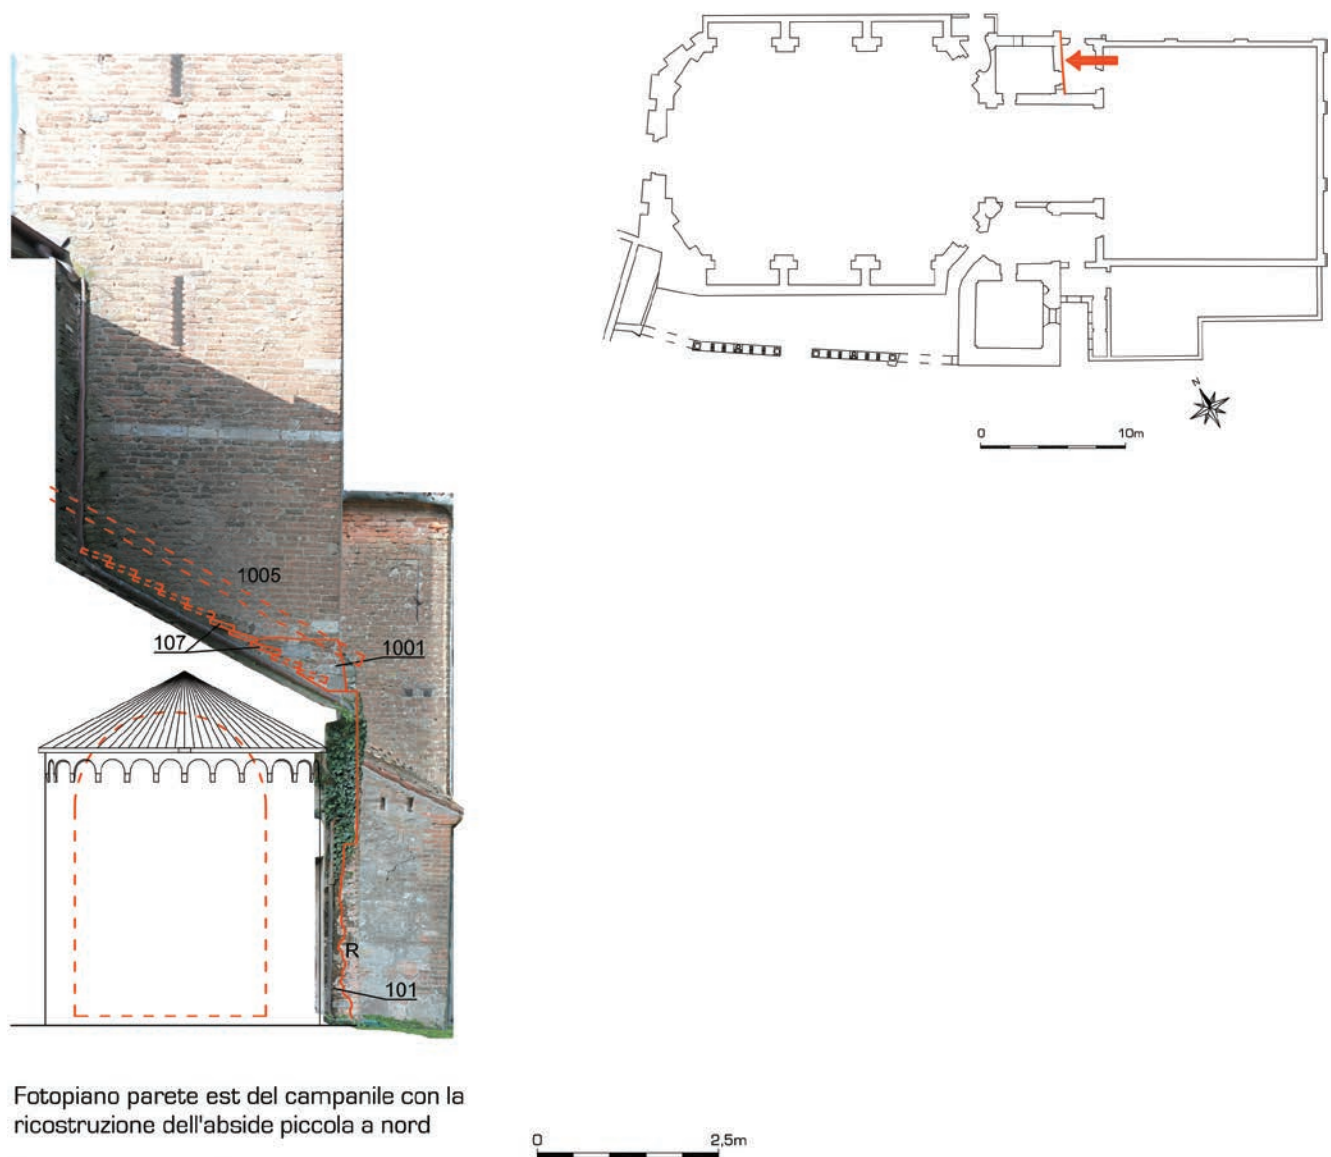 N
0 10m
1005
107
1001
R
101
Fotopiano parete est del campanile con la
ricostruzione dell'abside piccola a nord
0 2,5m